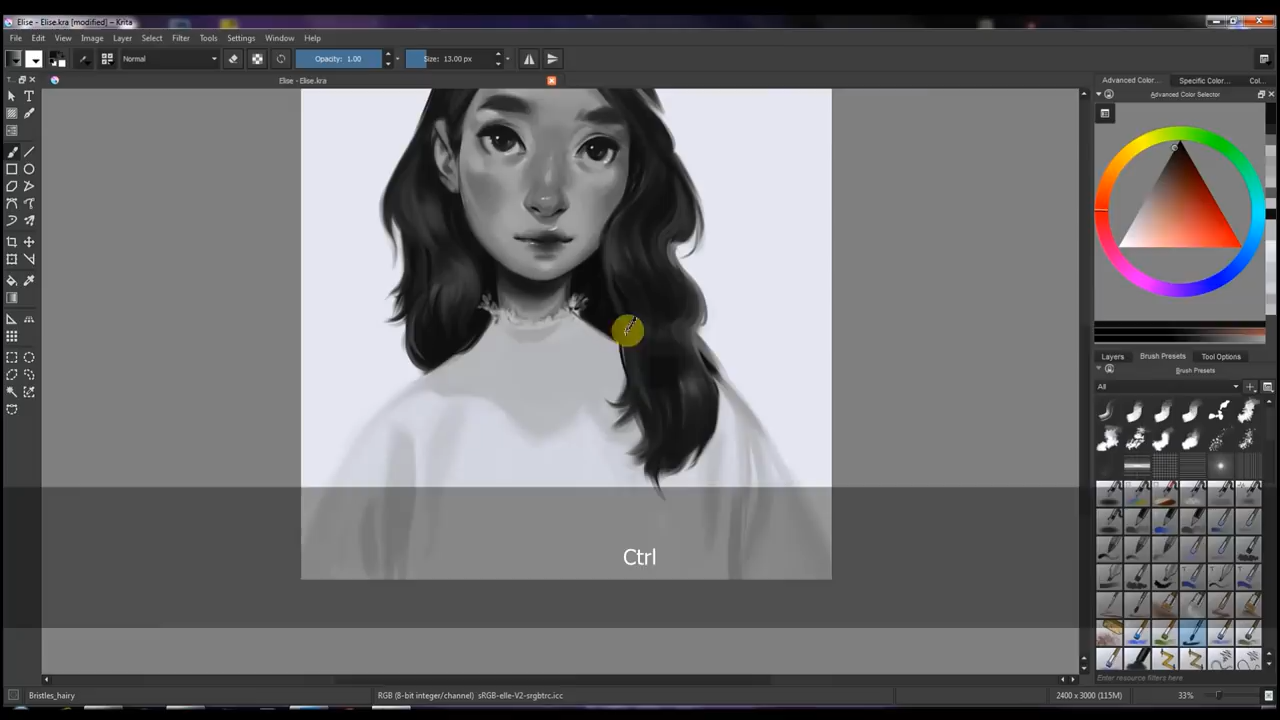 Elise - Elise.kra [modified] – Krita
File Edit View Image Layer Select Filter Tools Settings Window Help
Normal Opacity: 1.00 Size: 13.00 px
T... Elise - Elise.kra Advanced Color... Specific Color... Col...
Advanced Color Selector
Layers Brush Presets Tool Options
Brush Presets
All
Ctrl
Enter resource filters here
Bristles_hairy RGB (8-bit integer/channel) sRGB-elle-V2-srgbtrc.icc 2400 x 3000 (115M) 33%